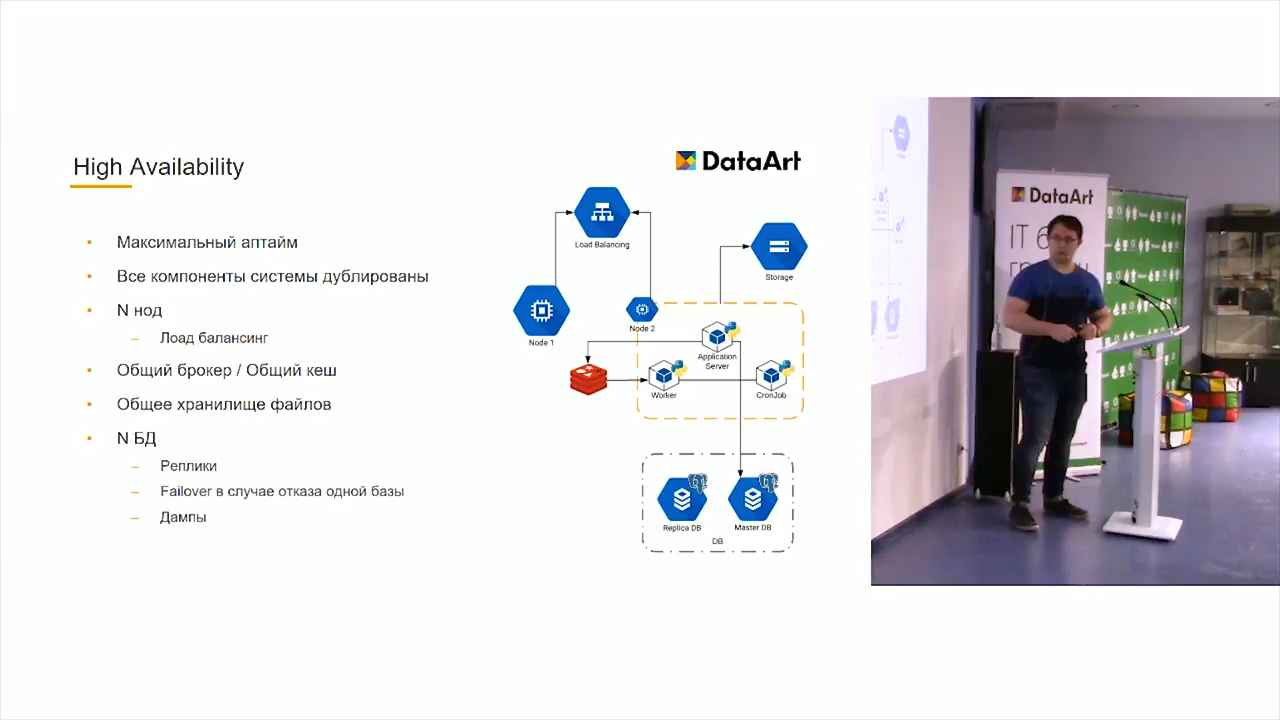 High Availability
DataArt
Максимальный аптайм
Все компоненты системы дублированы
N нод
Лоад балансинг
Общий брокер / Общий кеш
Общее хранилище файлов
N БД
Реплики
Failover в случае отказа одной базы
Дампы
Load Balancing
Storage
Node 1
Node 2
Application
Server
Worker
CronJob
Replica DB
Master DB
DB
DataArt
IT